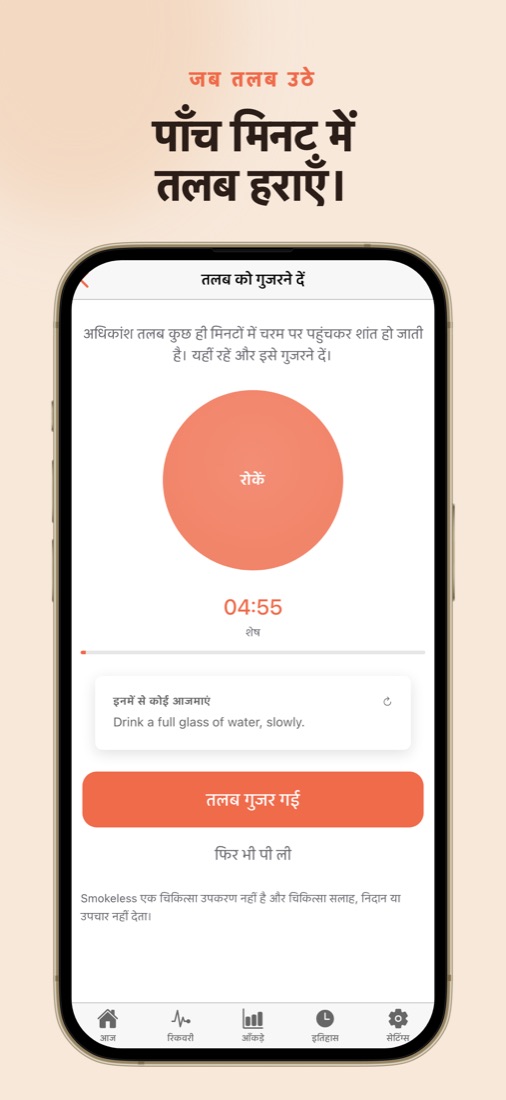 जब तलब उठे
पाँच मिनट में
तलब हराएँ।
तलब को गुजरने दें
अधिकांश तलब कुछ ही मिनटों में चरम पर पहुंचकर शांत हो जाती
है। यहीं रहें और इसे गुजरने दें।
रोकें
04:55
शेष
इनमें से कोई आजमाएं
Drink a full glass of water, slowly.
तलब गुजर गई
फिर भी पी ली
Smokeless एक चिकित्सा उपकरण नहीं है और चिकित्सा सलाह, निदान या
उपचार नहीं देता।
आज
रिकवरी
आँकड़े
इतिहास
सेटिंग्स